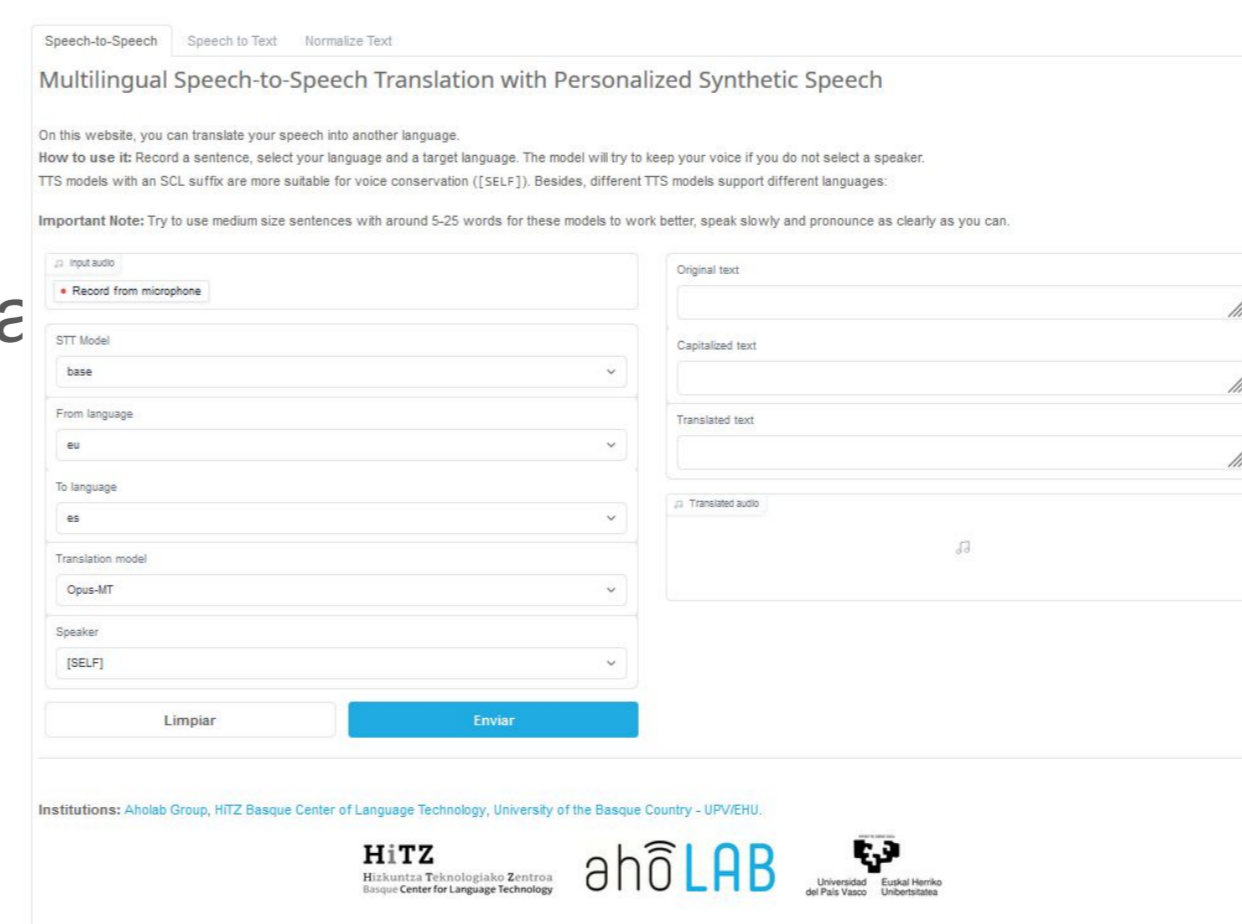 Speech-to-Speech Speech to Text Normalize Text
Multilingual Speech-to-Speech Translation with Personalized Synthetic Speech
On this website, you can translate your speech into another language.
How to use it: Record a sentence, select your language and a target language. The model will try to keep your voice if you do not select a speaker.
TTS models with an SCL suffix are more suitable for voice conservation ([SELF]). Besides, different TTS models support different languages:
Important Note: Try to use medium size sentences with around 5-25 words for these models to work better, speak slowly and pronounce as clearly as you can.
Input audio
Record from microphone
STT Model
base
From language
eu
To language
es
Translation model
Opus-MT
Speaker
[SELF]
Limpiar Enviar
Original text
Capitalized text
Translated text
Translated audio
Institutions: Aholab Group, HiTZ Basque Center of Language Technology, University of the Basque Country - UPV/EHU.
HiTZ
Hizkuntza Teknologiako Zentroa
Basque Center for Language Technology
ahōLAB
Universidad Euskal Herriko
del País Vasco Unibertsitatea